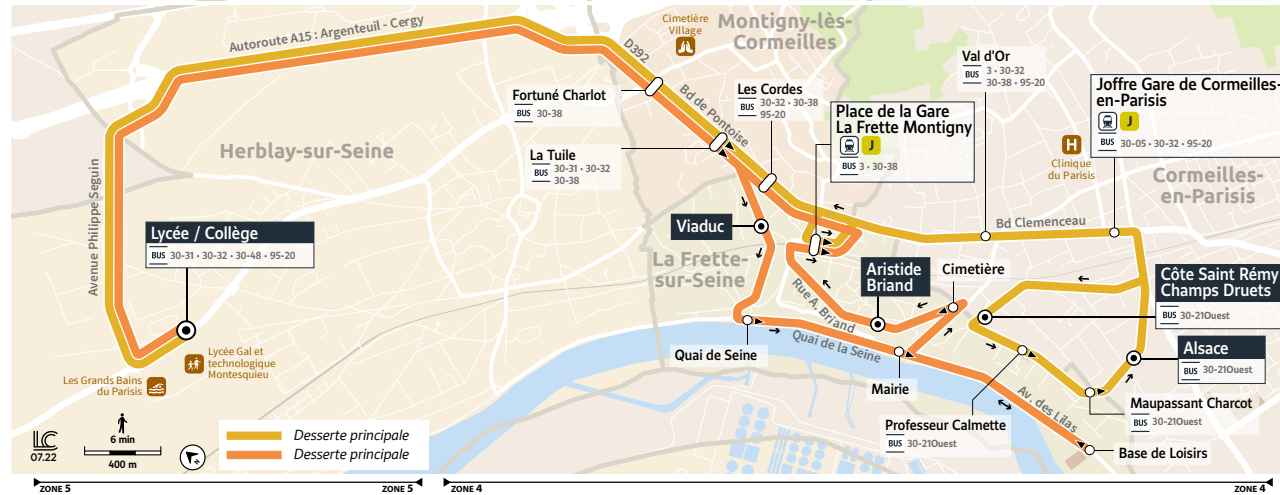 Autoroute A15 : Argenteuil - Cergy
D392
Cimetière
Village
Montigny-lès-
Cormeilles
Val d'Or
BUS 3 • 30-32
30-38 • 95-20
Joffre Gare de Cormeilles-
en-Parisis
J
BUS 30-05 • 30-32 • 95-20
Fortuné Charlot
BUS 30-38
Bd de Pontoise
Les Cordes
BUS 30-32 • 30-38
95-20
Place de la Gare
La Frette Montigny
J
BUS 3 • 30-38
H
Clinique
du Parisis
Cormeilles-
en-Parisis
Herblay-sur-Seine
La Tuile
BUS 30-31 • 30-32
30-38
Avenue Philippe Seguin
Lycée / Collège
BUS 30-31 • 30-32 • 30-48 • 95-20
Viaduc
Bd Clemenceau
La Frette-
sur-Seine
Aristide
Briand
Cimetière
Côte Saint Rémy
Champs Druets
BUS 30-21Ouest
Rue A. Briand
Quai de Seine
Quai de la Seine
Alsace
BUS 30-21Ouest
Lycée Gal et
technologique
Montesquieu
Les Grands Bains
du Parisis
Mairie
Av. des Lilas
Maupassant Charcot
BUS 30-21Ouest
Professeur Calmette
BUS 30-21Ouest
Base de Loisirs
LC
07.22
6 min
400 m
Desserte principale
Desserte principale
ZONE 5
ZONE 5
ZONE 4
ZONE 4